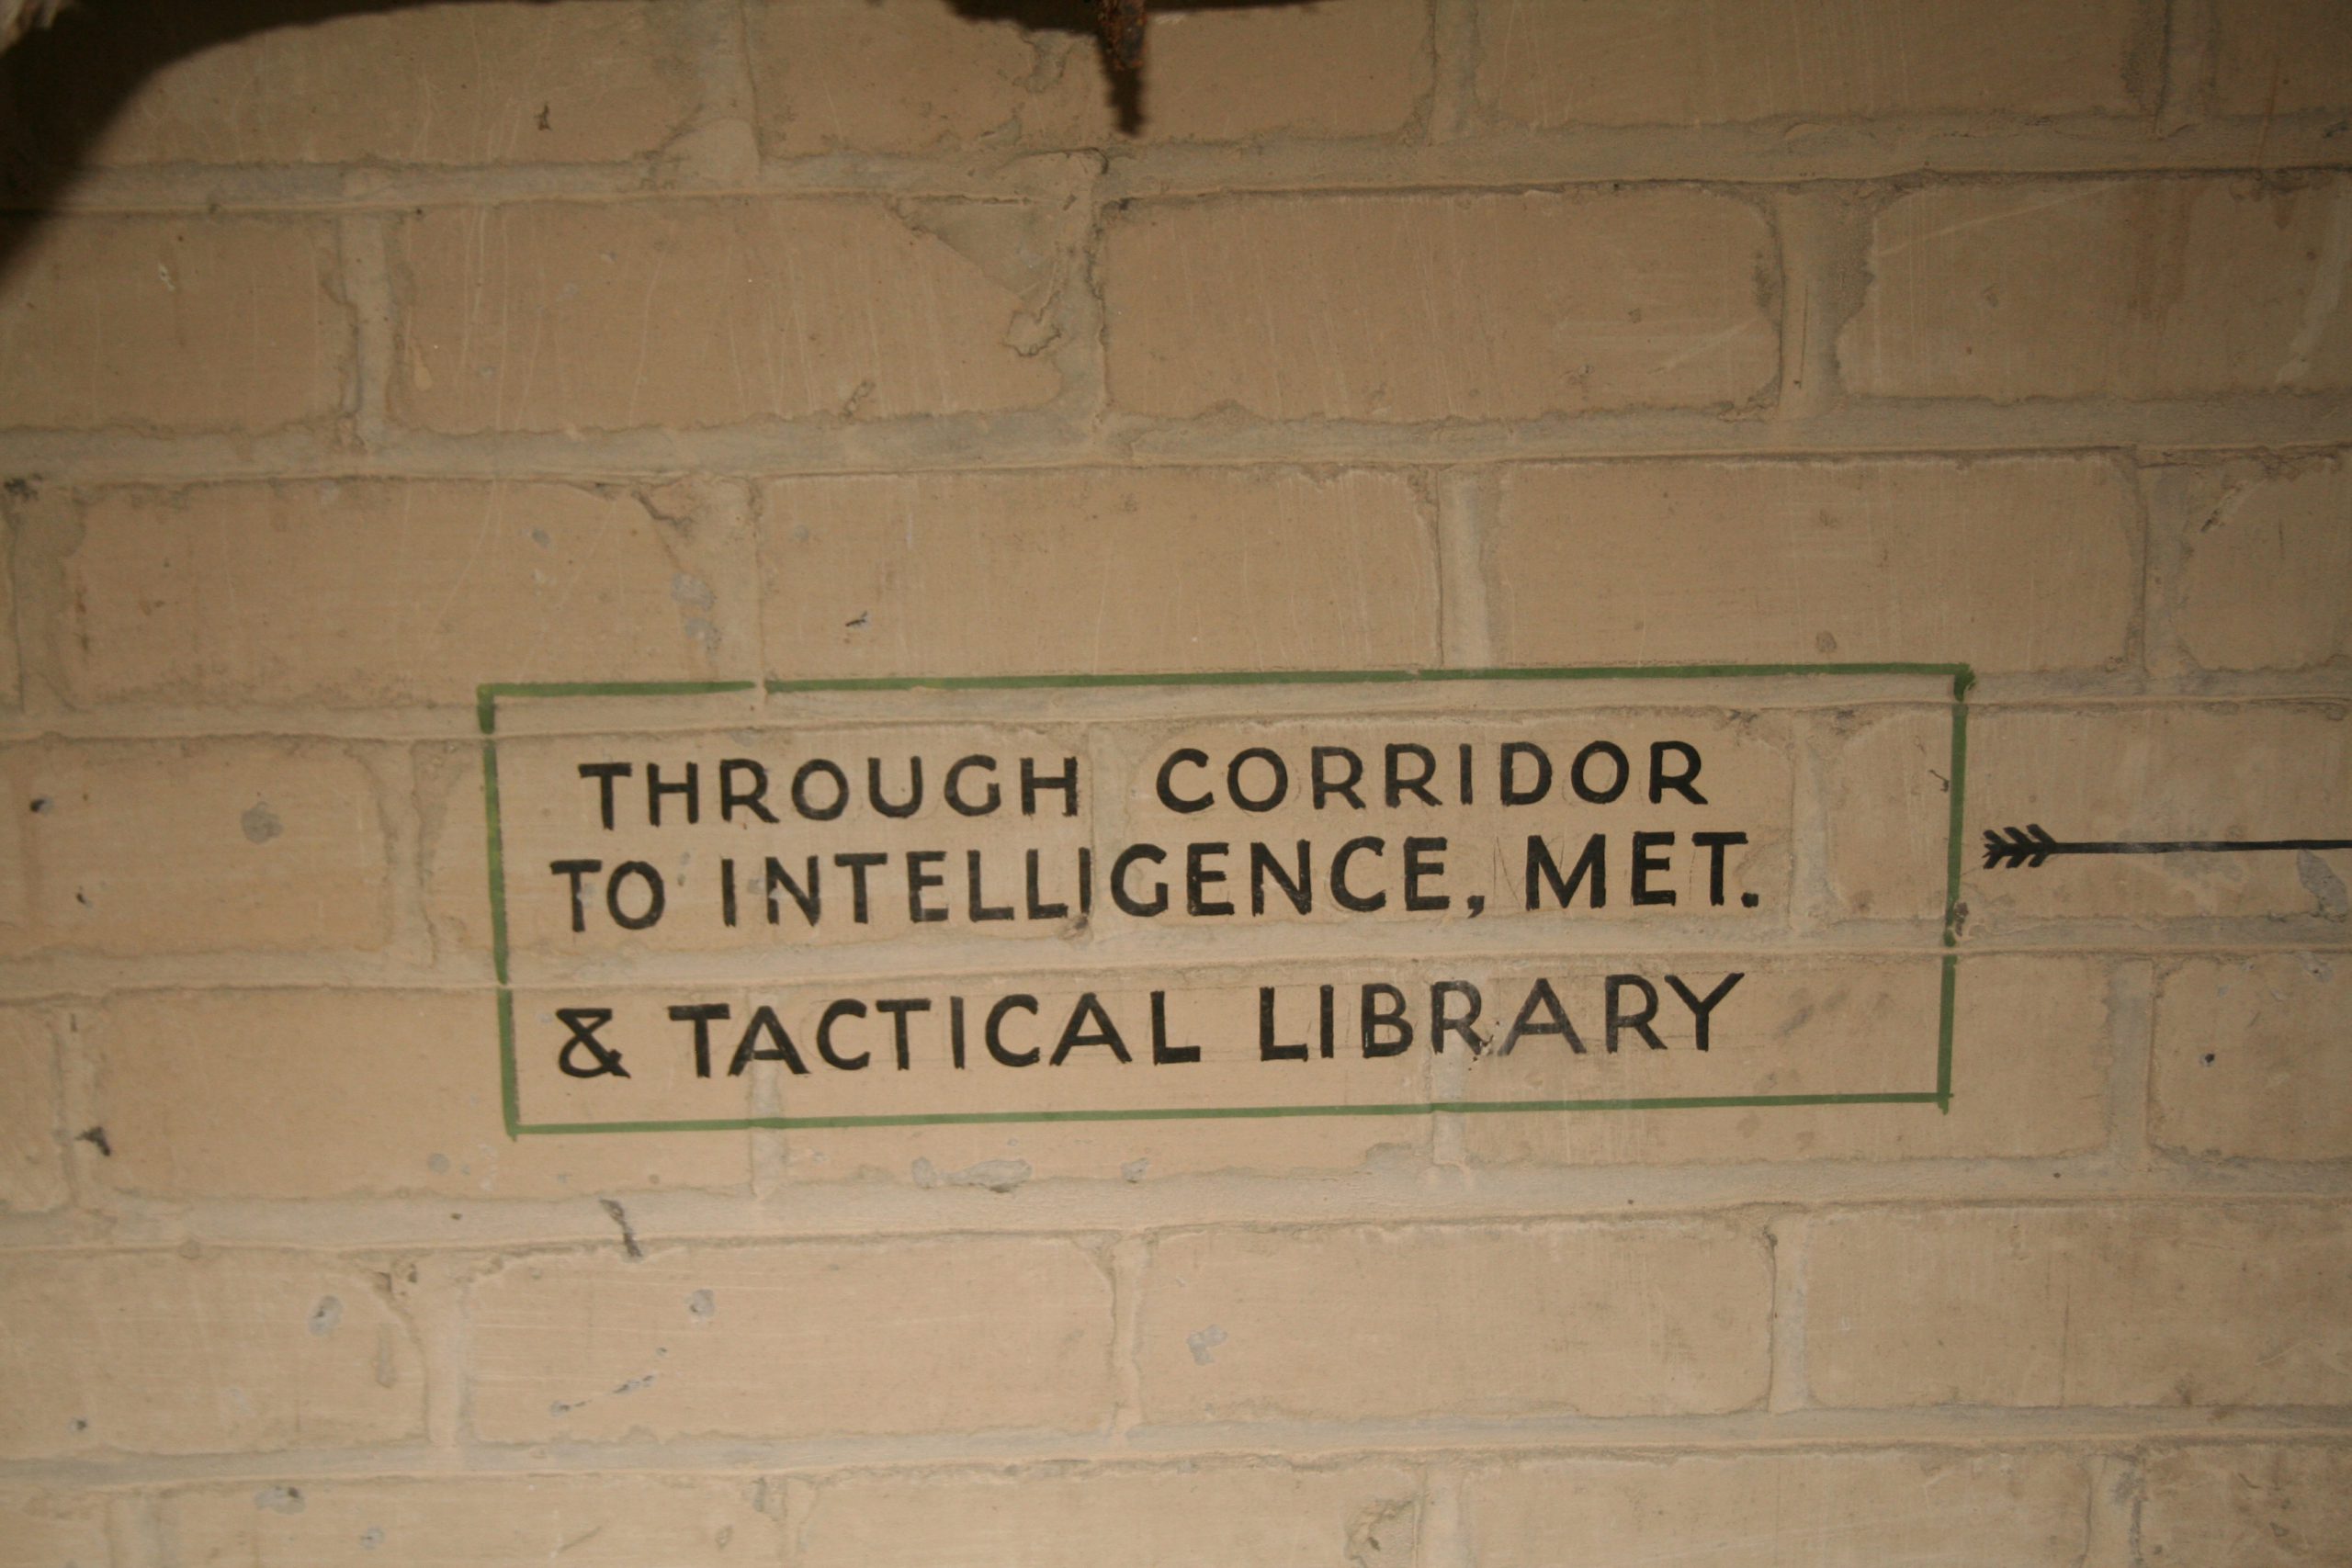 THROUGH CORRIDOR
TO INTELLIGENCE, MET.
& TACTICAL LIBRARY